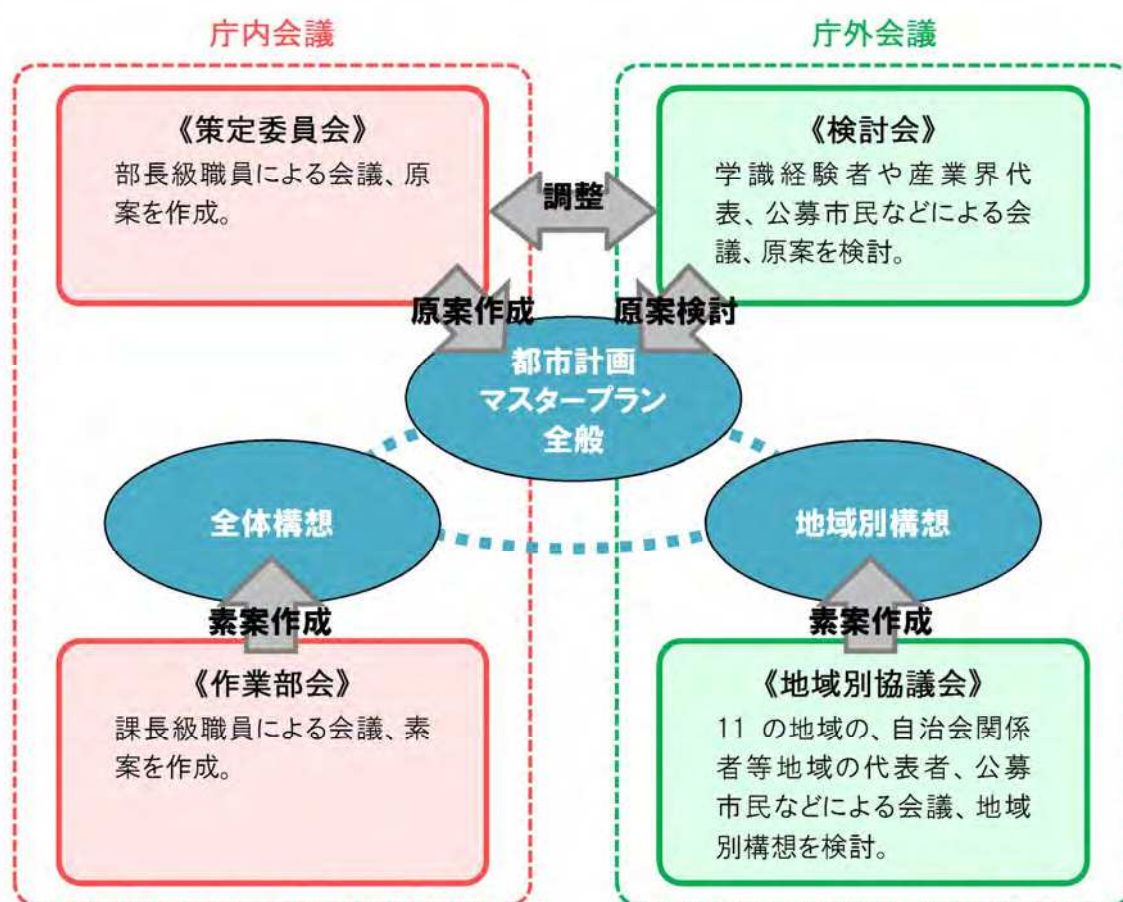 庁内会議
庁外会議
《策定委員会》
部長級職員による会議、原
案を作成。
調整
《検討会》
学識経験者や産業界代
表、公募市民などによる会
議、原案を検討。
原案作成
原案検討
都市計画
マスタープラン
全般
全体構想
地域別構想
素案作成
素案作成
《作業部会》
課長級職員による会議、素
案を作成。
《地域別協議会》
11 の地域の、自治会関係
者等地域の代表者、公募
市民などによる会議、地域
別構想を検討。